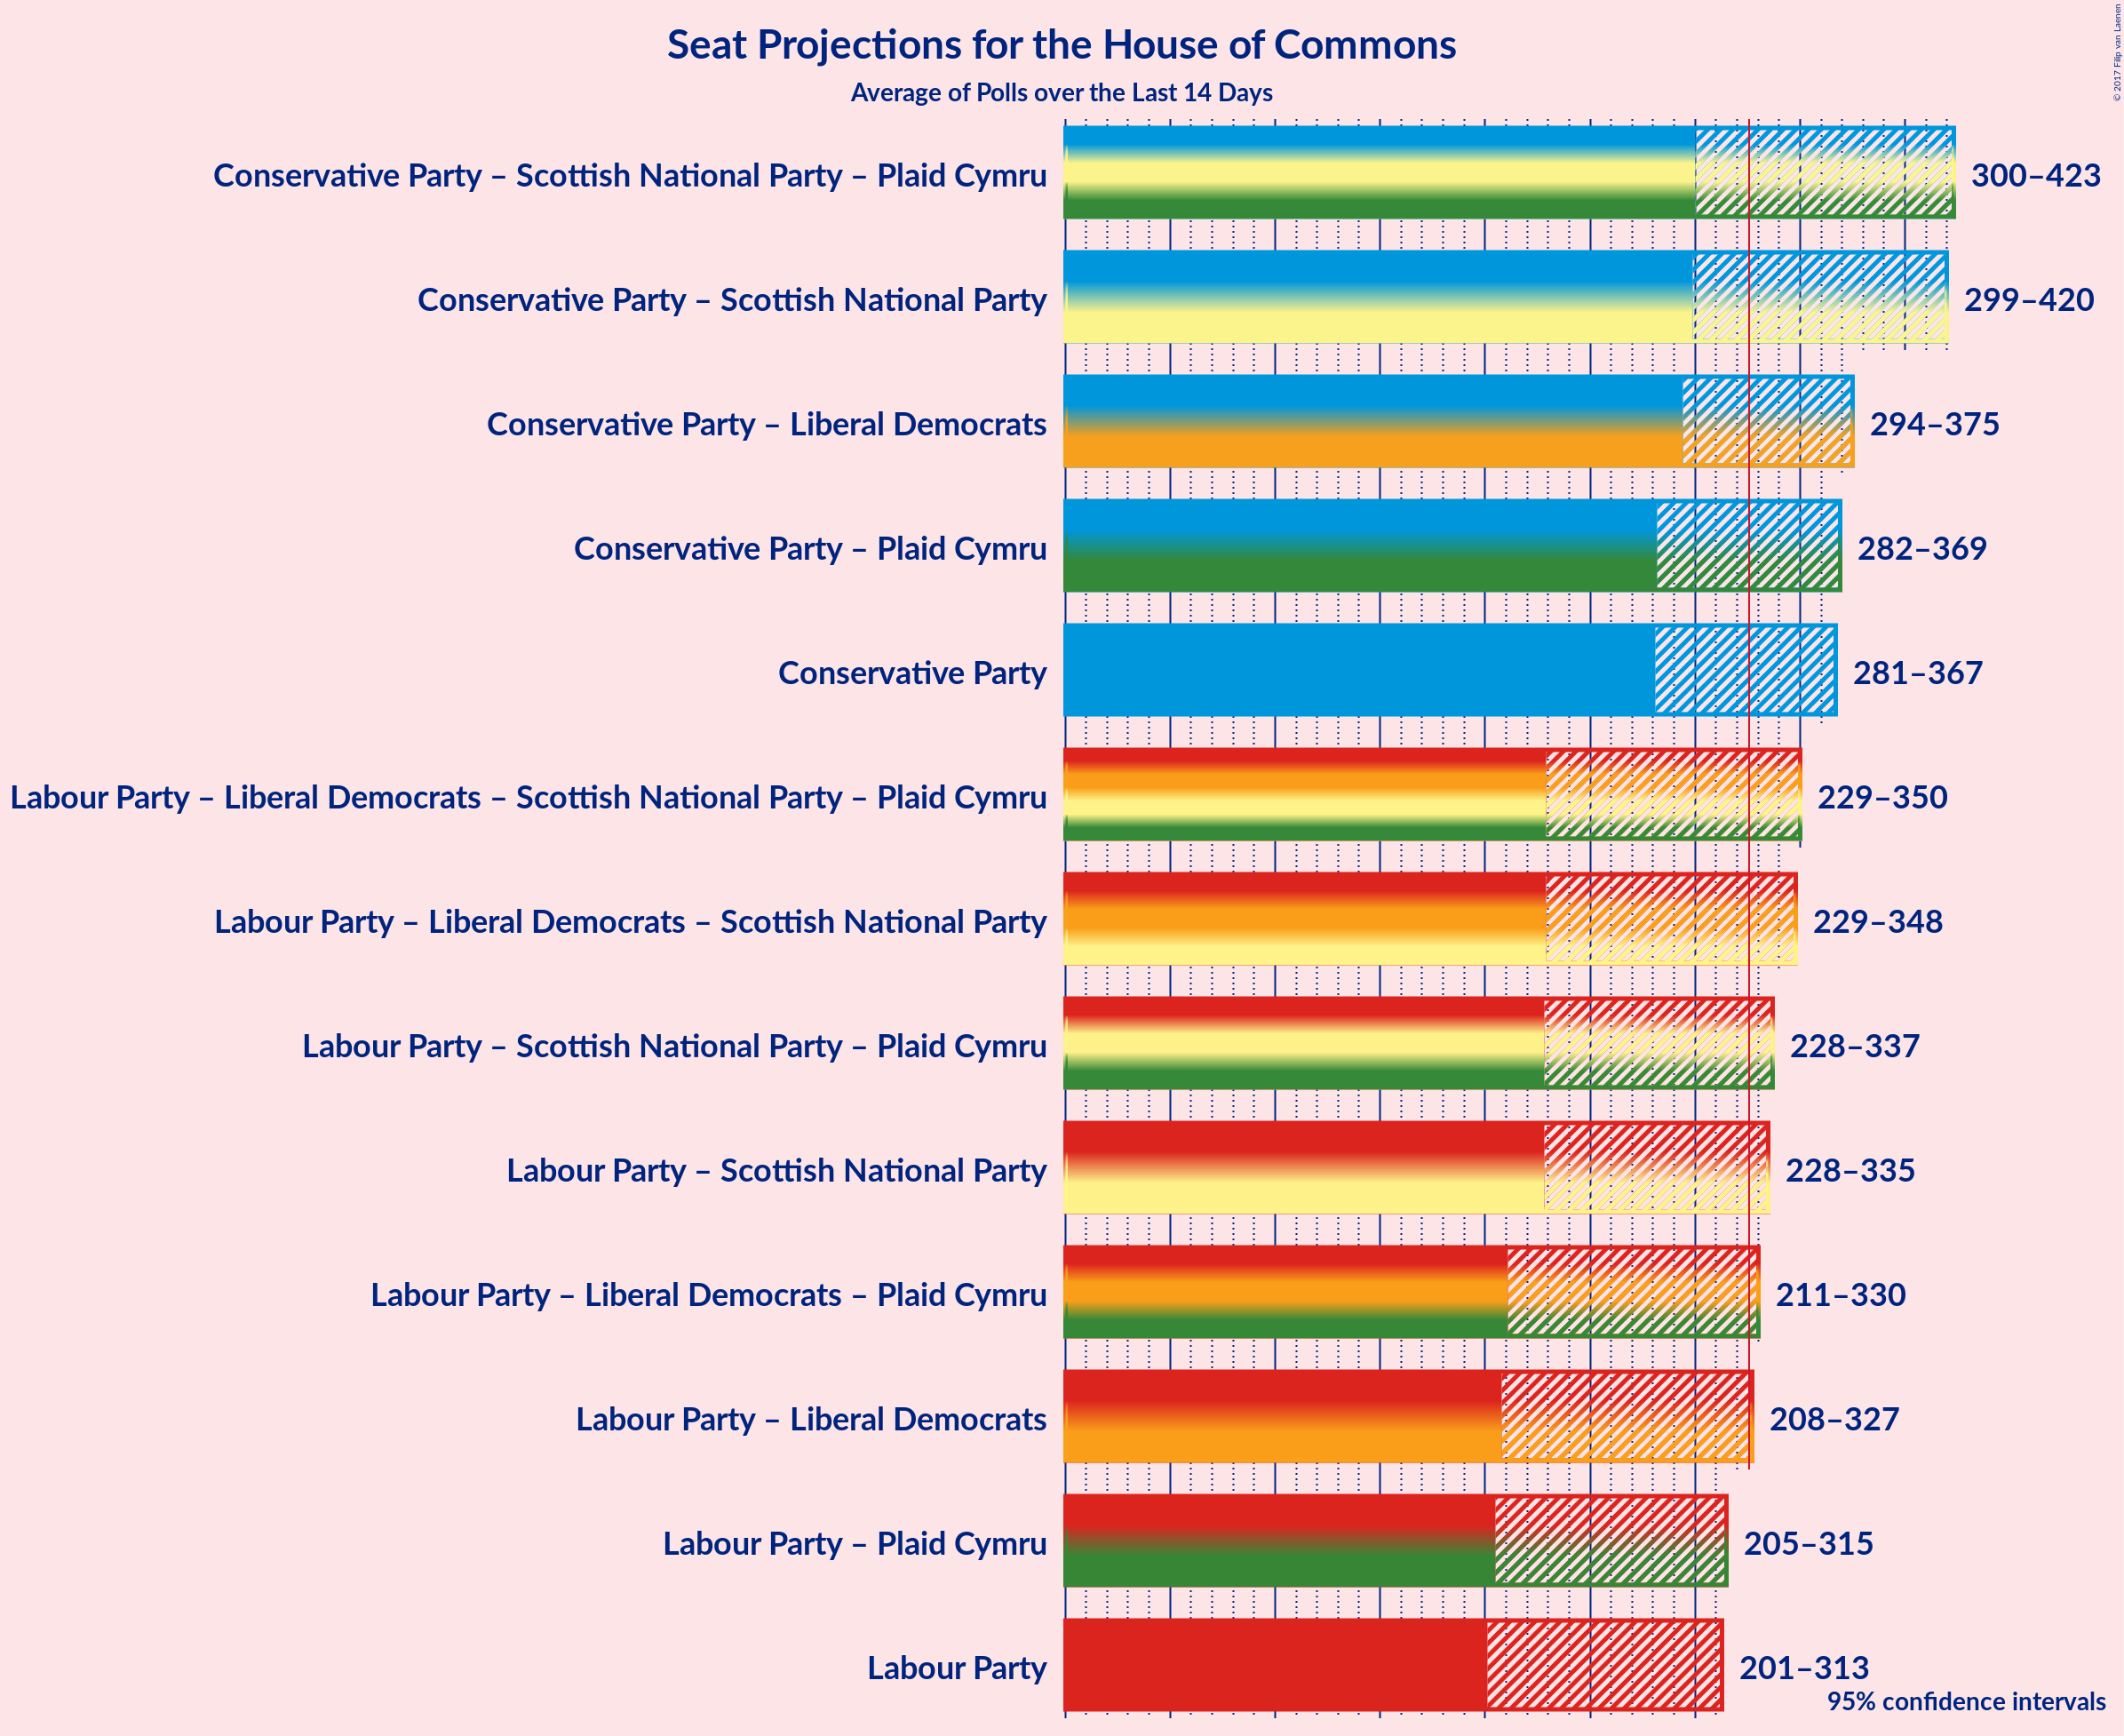 Seat Projections for the House of Commons
Average of Polls over the Last 14 Days
© 2017 Filip van Laenen
Conservative Party – Scottish National Party – Plaid Cymru 300–423
Conservative Party – Scottish National Party 299–420
Conservative Party – Liberal Democrats 294–375
Conservative Party – Plaid Cymru 282–369
Conservative Party 281–367
Labour Party – Liberal Democrats – Scottish National Party – Plaid Cymru 229–350
Labour Party – Liberal Democrats – Scottish National Party 229–348
Labour Party – Scottish National Party – Plaid Cymru 228–337
Labour Party – Scottish National Party 228–335
Labour Party – Liberal Democrats – Plaid Cymru 211–330
Labour Party – Liberal Democrats 208–327
Labour Party – Plaid Cymru 205–315
Labour Party 201–313
95% confidence intervals